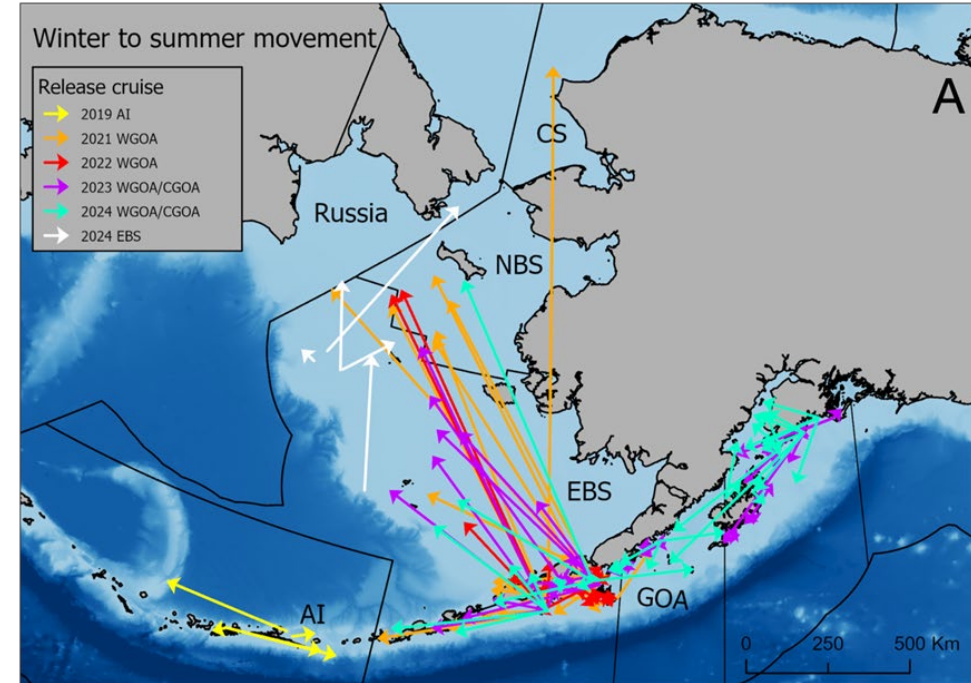 Winter to summer movement
A
Release cruise
2019 AI
2021 WGOA
2022 WGOA
2023 WGOA/CGOA
2024 WGOA/CGOA
2024 EBS
CS
Russia
NBS
EBS
GOA
AI
0 250 500 Km